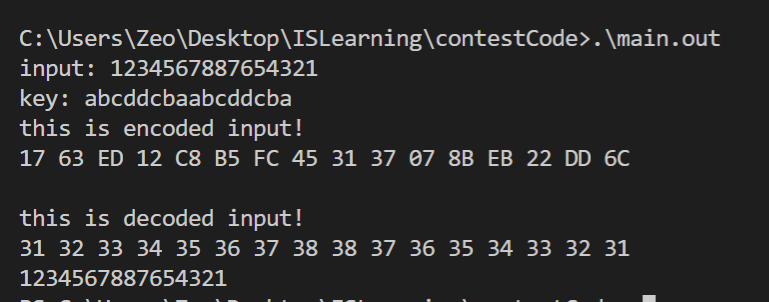 C:\Users\Zeo\Desktop\ISLearning\contestCode>.\main.out
input: 1234567887654321
key: abcddcbaabcddcba
this is encoded input!
17 63 ED 12 C8 B5 FC 45 31 37 07 8B EB 22 DD 6C
this is decoded input!
31 32 33 34 35 36 37 38 38 37 36 35 34 33 32 31
1234567887654321